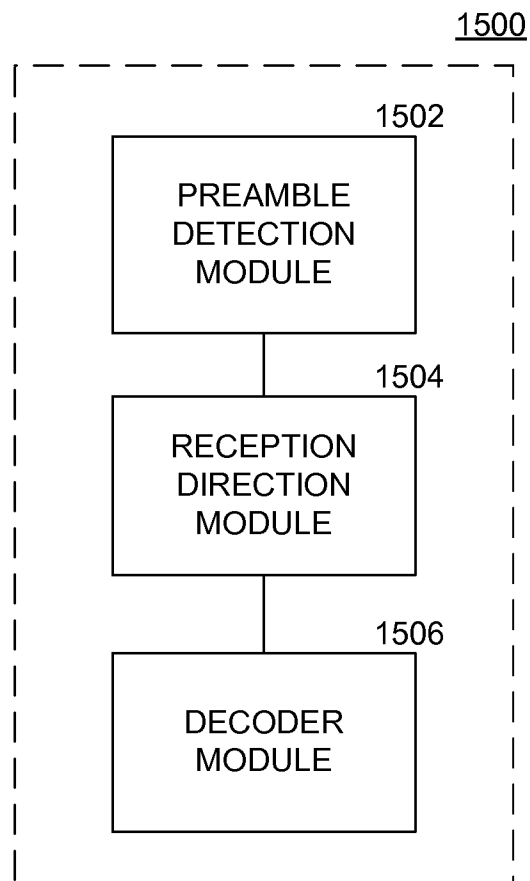 1500
1502
PREAMBLE
DETECTION
MODULE
1504
RECEPTION
DIRECTION
MODULE
1506
DECODER
MODULE